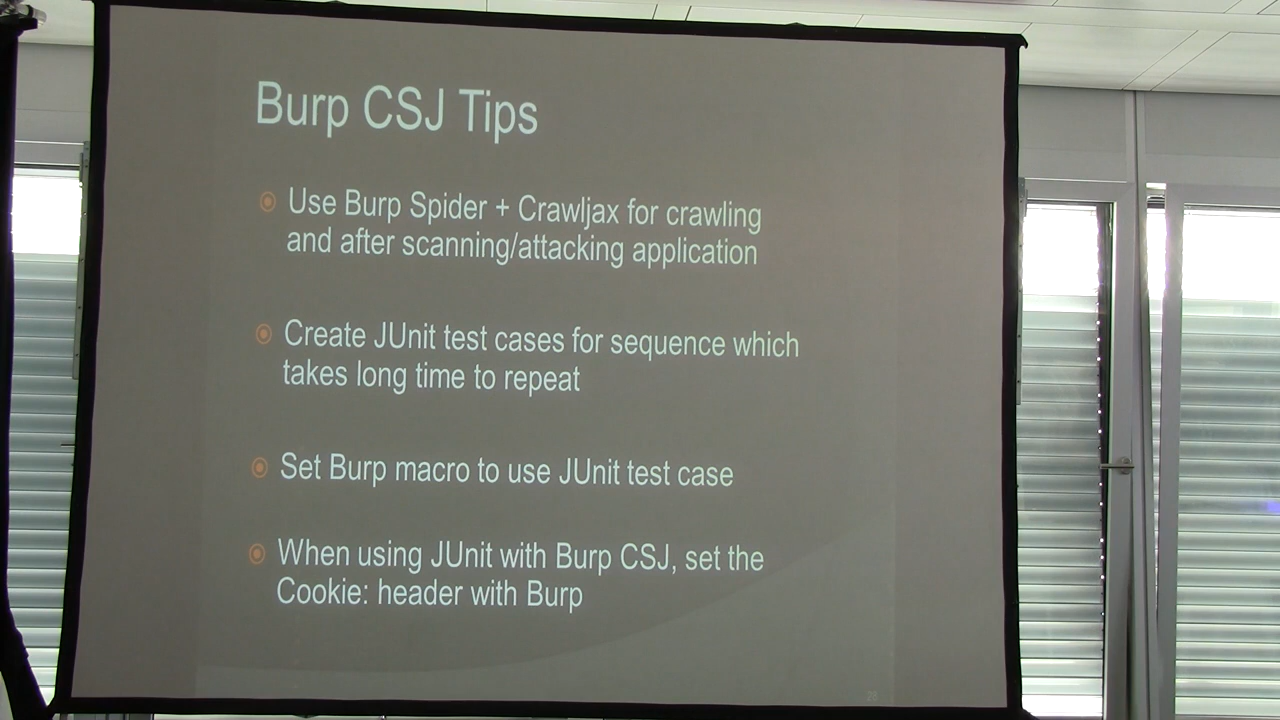 Burp CSJ Tips
Use Burp Spider + Crawljax for crawling
and after scanning/attacking application
Create JUnit test cases for sequence which
takes long time to repeat
Set Burp macro to use JUnit test case
When using JUnit with Burp CSJ, set the
Cookie: header with Burp